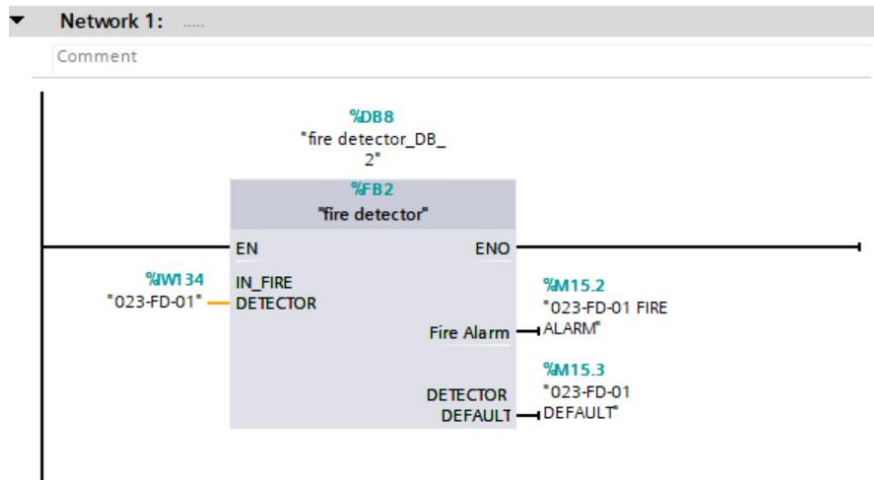 Network 1: .....
Comment
%DB8
"fire detector_DB_
2"
%FB2
"fire detector"
EN ENO
%IW134
"023-FD-01"
IN_FIRE
DETECTOR
Fire Alarm
%M15.2
"023-FD-01 FIRE
ALARM"
DETECTOR
DEFAULT
%M15.3
"023-FD-01
DEFAULT"